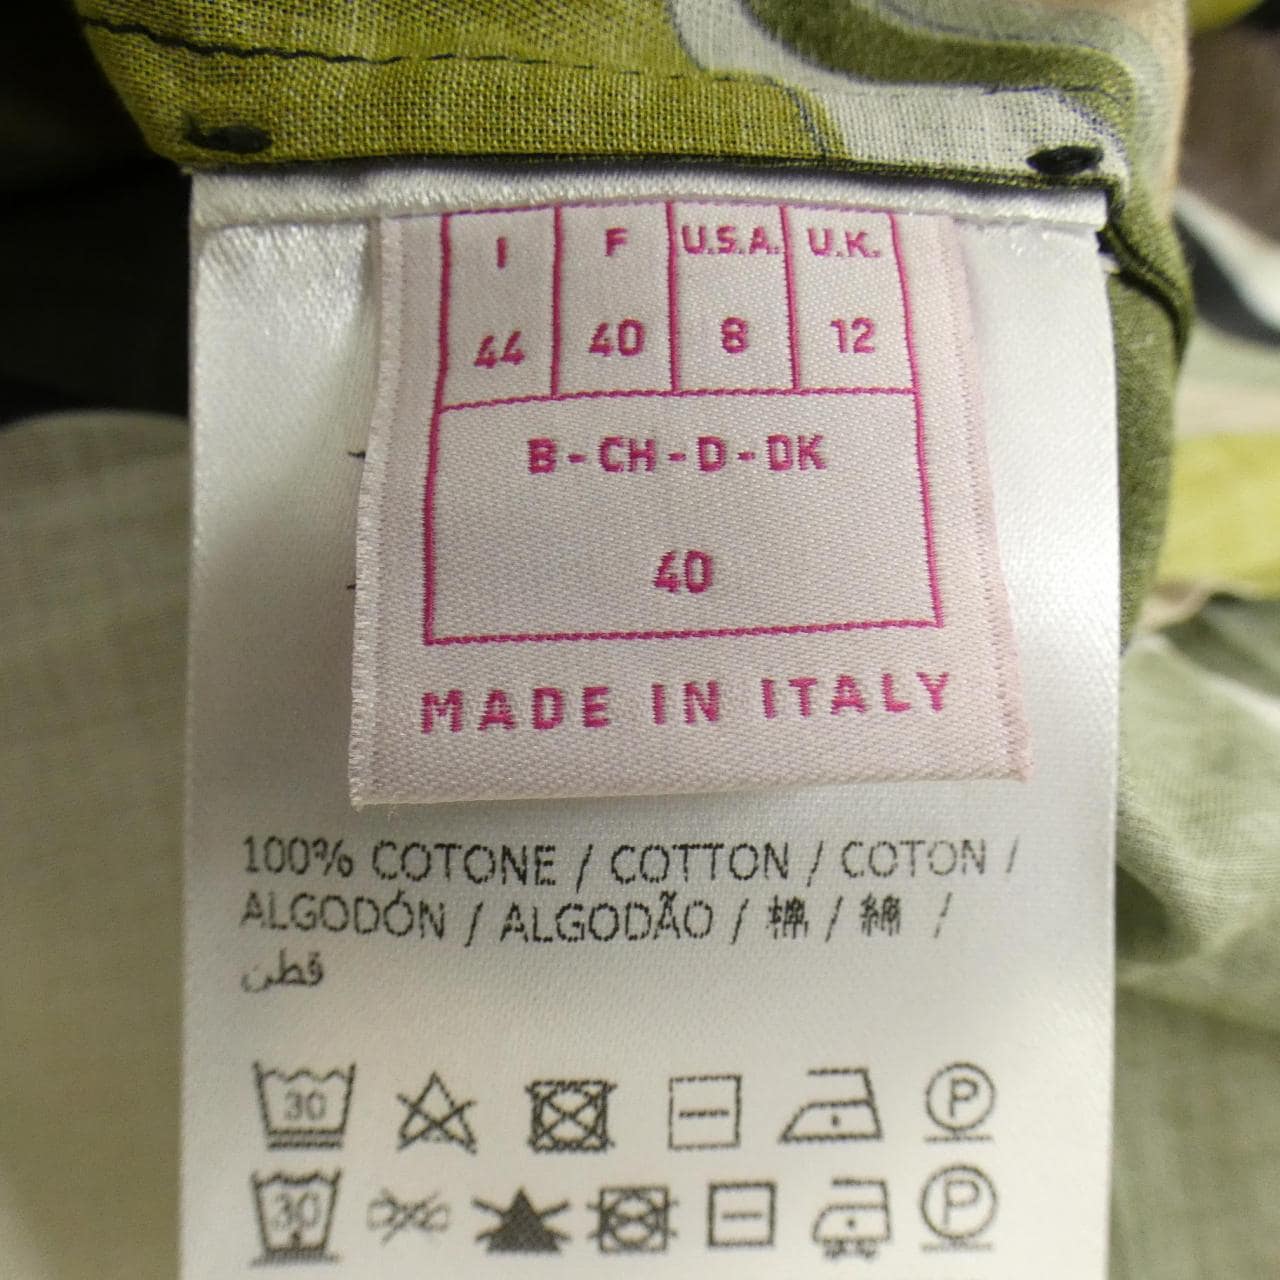 I F U.S.A. U.K.
44 40 8 12
B-CH-D-DK
40
MADE IN ITALY
100% COTONE / COTTON / COTON /
ALGODÓN / ALGODÃO / 棉 / 綿 /
قطن
30 P
30 P